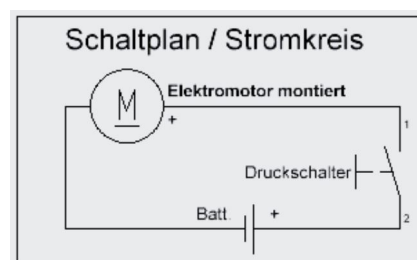 Schaltplan / Stromkreis
M
Elektromotor montiert
+
1
Druckschalter
Batt.
+
2